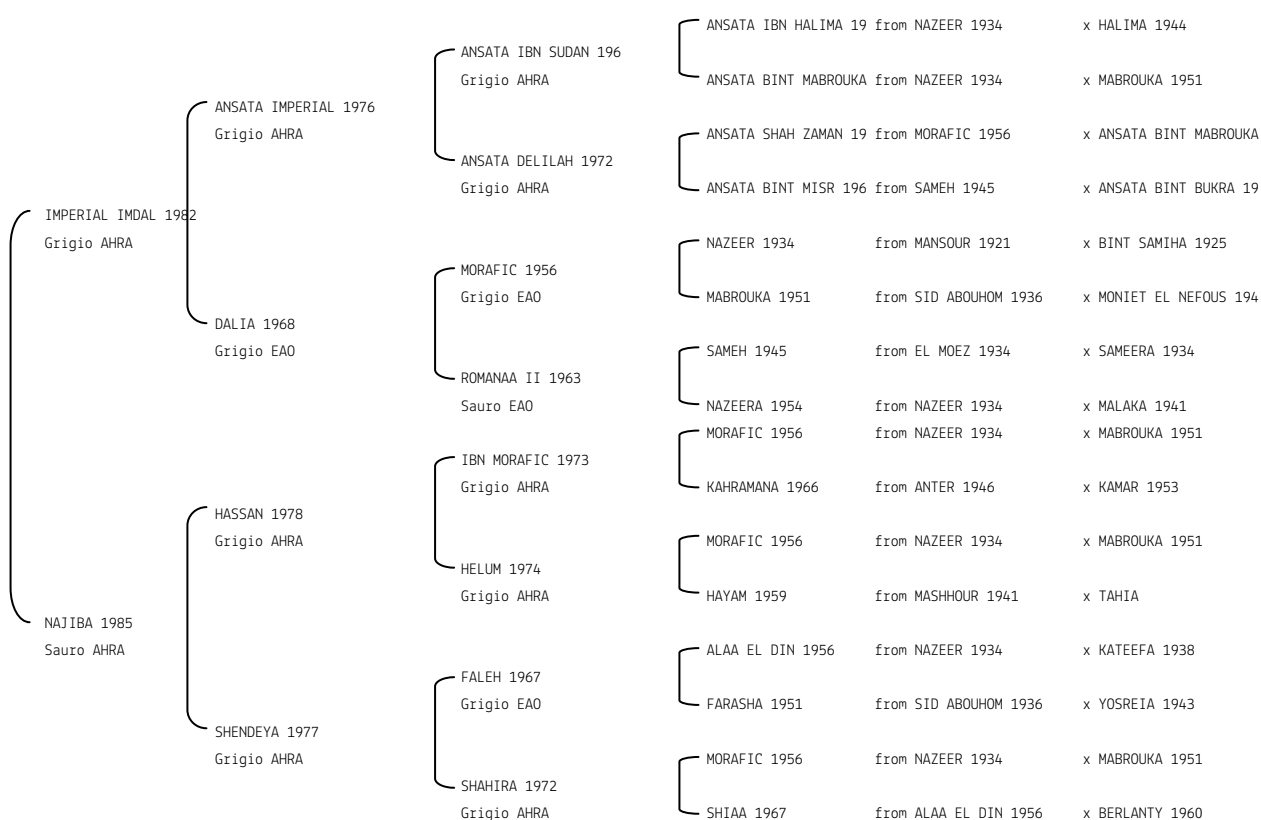 ANSATA IBN HALIMA 19 from NAZEER 1934 x HALIMA 1944
ANSATA IBN SUDAN 196
Grigio AHRA ANSATA BINT MABROUKA from NAZEER 1934 x MABROUKA 1951
ANSATA IMPERIAL 1976
Grigio AHRA ANSATA SHAH ZAMAN 19 from MORAFIC 1956 x ANSATA BINT MABROUKA
ANSATA DELILAH 1972
Grigio AHRA ANSATA BINT MISR 196 from SAMEH 1945 x ANSATA BINT BUKRA 19
IMPERIAL IMDAL 1982
Grigio AHRA NAZEER 1934 from MANSOUR 1921 x BINT SAMIHA 1925
MORAFIC 1956
Grigio EAO MABROUKA 1951 from SID ABOUHOM 1936 x MONIET EL NEFOUS 194
DALIA 1968
Grigio EAO SAMEH 1945 from EL MOEZ 1934 x SAMEERA 1934
ROMANAA II 1963
Sauro EAO NAZEERA 1954 from NAZEER 1934 x MALAKA 1941
MORAFIC 1956 from NAZEER 1934 x MABROUKA 1951
IBN MORAFIC 1973
Grigio AHRA KAHRAMANA 1966 from ANTER 1946 x KAMAR 1953
HASSAN 1978
Grigio AHRA MORAFIC 1956 from NAZEER 1934 x MABROUKA 1951
HELUM 1974
Grigio AHRA HAYAM 1959 from MASHHOUR 1941 x TAHIA
NAJIBA 1985
Sauro AHRA ALAA EL DIN 1956 from NAZEER 1934 x KATEEFA 1938
FALEH 1967
Grigio EAO FARASHA 1951 from SID ABOUHOM 1936 x YOSREIA 1943
SHENDEYA 1977
Grigio AHRA MORAFIC 1956 from NAZEER 1934 x MABROUKA 1951
SHAHIRA 1972
Grigio AHRA SHIAA 1967 from ALAA EL DIN 1956 x BERLANTY 1960